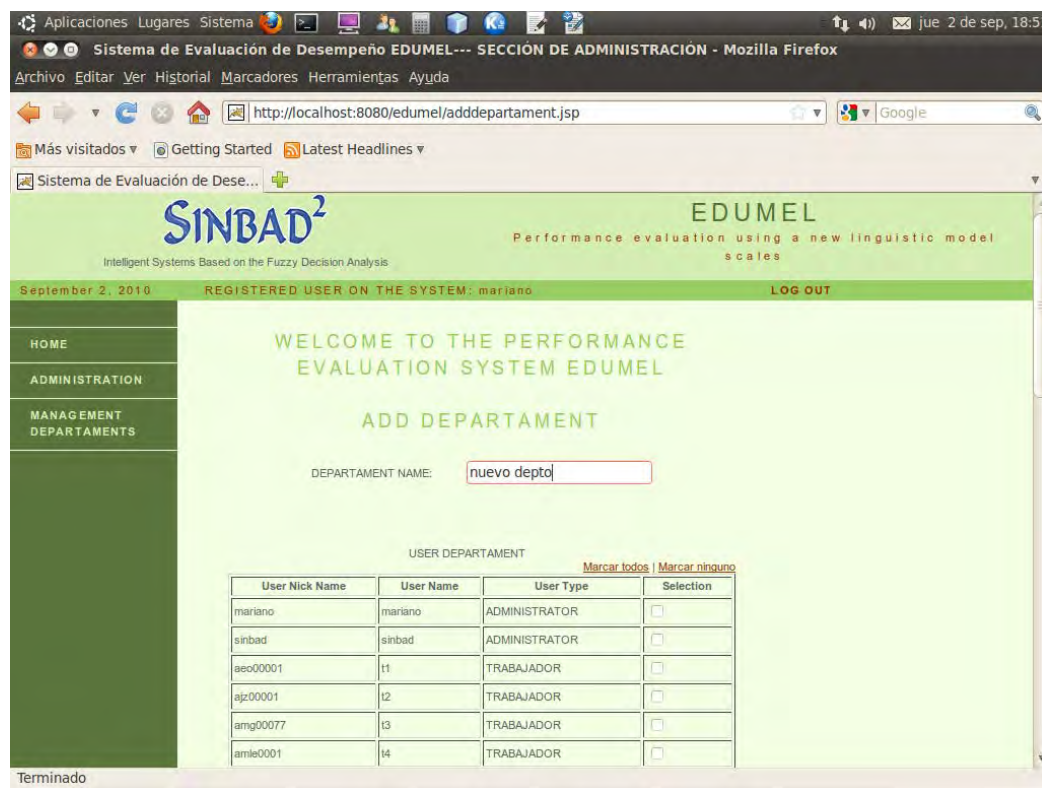 Aplicaciones Lugares Sistema jue 2 de sep, 18:5
Sistema de Evaluación de Desempeño EDUMEL--- SECCIÓN DE ADMINISTRACIÓN - Mozilla Firefox
Archivo Editar Ver Historial Marcadores Herramientas Ayuda
http://localhost:8080/edumel/adddepartament.jsp Google
Más visitados Getting Started Latest Headlines
Sistema de Evaluación de Dese...
SINBAD2
Intelligent Systems Based on the Fuzzy Decision Analysis
EDUMEL
Performance evaluation using a new linguistic model
scales
September 2, 2010 REGISTERED USER ON THE SYSTEM: mariano LOG OUT
HOME
ADMINISTRATION
MANAGEMENT
DEPARTAMENTS
WELCOME TO THE PERFORMANCE
EVALUATION SYSTEM EDUMEL
ADD DEPARTAMENT
DEPARTAMENT NAME: nuevo depto
USER DEPARTAMENT
Marcar todos | Marcar ninguno
User Nick Name User Name User Type Selection
mariano mariano ADMINISTRATOR
sinbad sinbad ADMINISTRATOR
aeo00001 t1 TRABAJADOR
ajz00001 t2 TRABAJADOR
amg00077 t3 TRABAJADOR
amle0001 t4 TRABAJADOR
Terminado